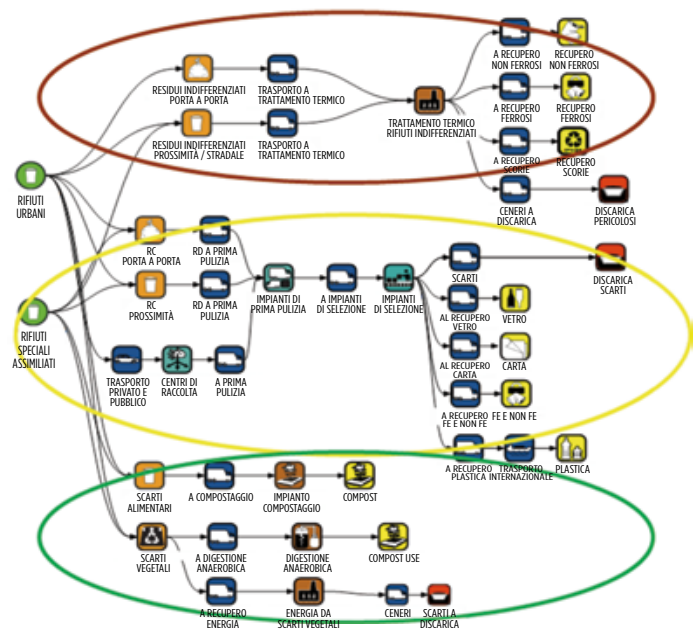 A RECUPERO
NON FERROSI
RECUPERO
NON FERROSI
RESIDUI INDIFFERENZIATI
PORTA A PORTA
TRASPORTO A
TRATTAMENTO TERMICO
A RECUPERO
FERROSI
RECUPERO
FERROSI
TRATTAMENTO TERMICO
RIFIUTI INDIFFERENZIATI
RESIDUI INDIFFERENZIATI
PROSSIMITÀ / STRADALE
TRASPORTO A
TRATTAMENTO TERMICO
A RECUPERO
SCORIE
RECUPERO
SCORIE
RIFIUTI
URBANI
CENERI A
DISCARICA
DISCARICA
PERICOLOSI
RC
PORTA A PORTA
RD A PRIMA
PULIZIA
SCARTI
DISCARICA
SCARTI
RC
PROSSIMITÀ
RD A PRIMA
PULIZIA
IMPIANTI DI
PRIMA PULIZIA
A IMPIANTI
DI SELEZIONE
IMPIANTI
DI SELEZIONE
AL RECUPERO
VETRO
VETRO
RIFIUTI
SPECIALI
ASSIMILIATI
AL RECUPERO
CARTA
CARTA
TRASPORTO
PRIVATO E
PUBBLICO
CENTRI DI
RACCOLTA
A PRIMA
PULIZIA
A RECUPERO
FE E NON FE
FE E NON FE
A RECUPERO
PLASTICA
TRASPORTO
INTERNAZIONALE
PLASTICA
SCARTI
ALIMENTARI
A COMPOSTAGGIO
IMPIANTO
COMPOSTAGGIO
COMPOST
SCARTI
VEGETALI
A DIGESTIONE
ANAEROBICA
DIGESTIONE
ANAEROBICA
COMPOST USE
A RECUPERO
ENERGIA
ENERGIA DA
SCARTI VEGETALI
CENERI
SCARTI A
DISCARICA